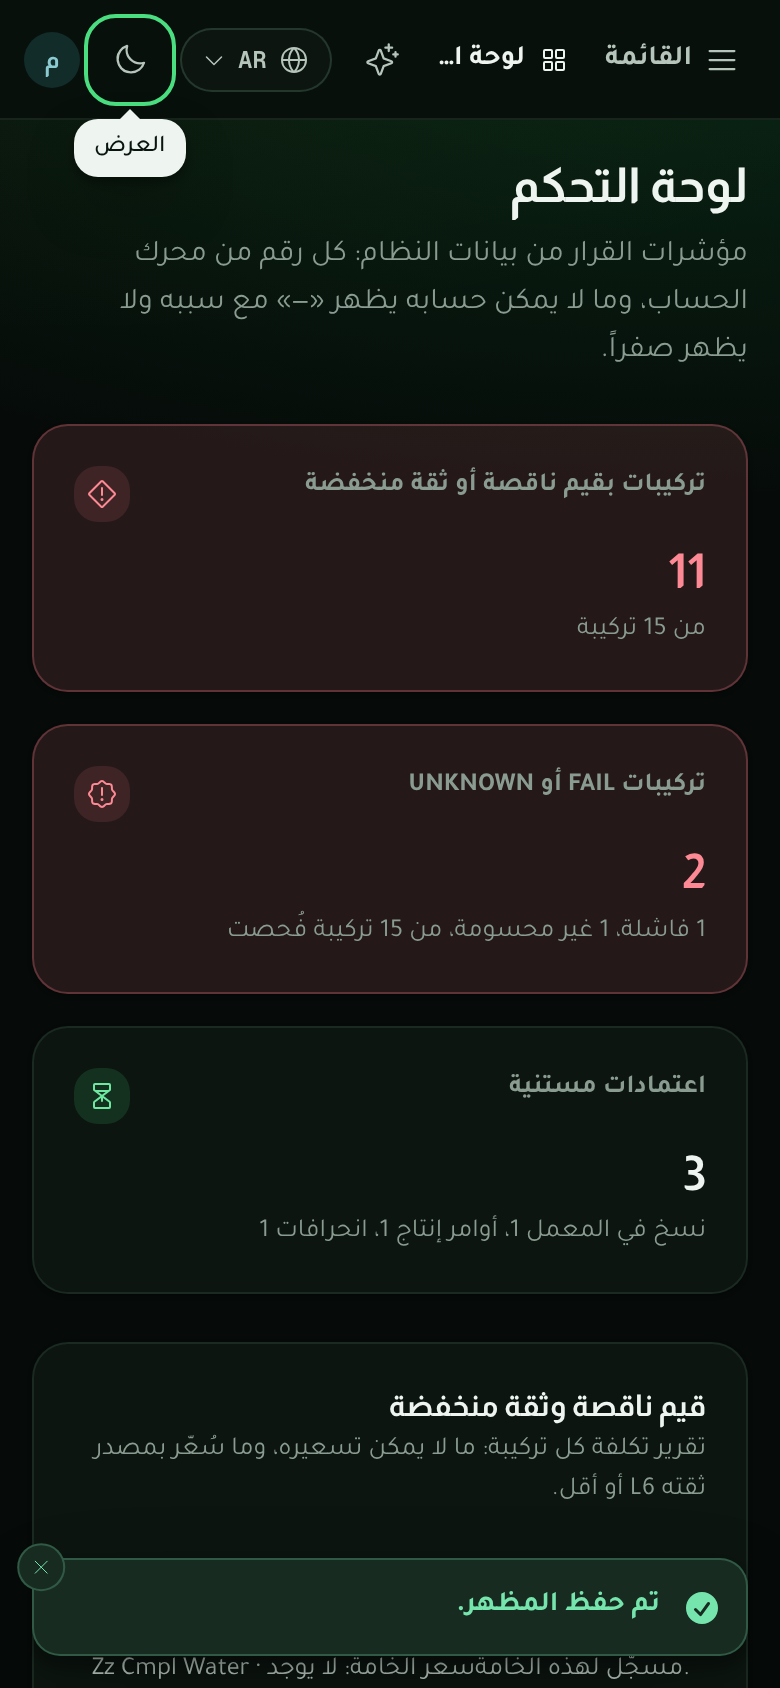 القائمة
لوحة ا...
AR
م
العرض
لوحة التحكم
مؤشرات القرار من بيانات النظام: كل رقم من محرك
الحساب، وما لا يمكن حسابه يظهر «—» مع سببه ولا
يظهر صفراً.
تركيبات بقيم ناقصة أو ثقة منخفضة
11
من 15 تركيبة
تركيبات FAIL أو UNKNOWN
2
1 فاشلة، 1 غير محسومة، من 15 تركيبة فُحصت
اعتمادات مستنية
3
نسخ في المعمل 1، أوامر إنتاج 1، انحرافات 1
قيم ناقصة وثقة منخفضة
تقرير تكلفة كل تركيبة: ما لا يمكن تسعيره، وما سُعّر بمصدر
ثقته L6 أو أقل.
تم حفظ المظهر.
Zz Cmpl Water · سعر الخامة: لا يوجد مسجّل لهذه الخامة.